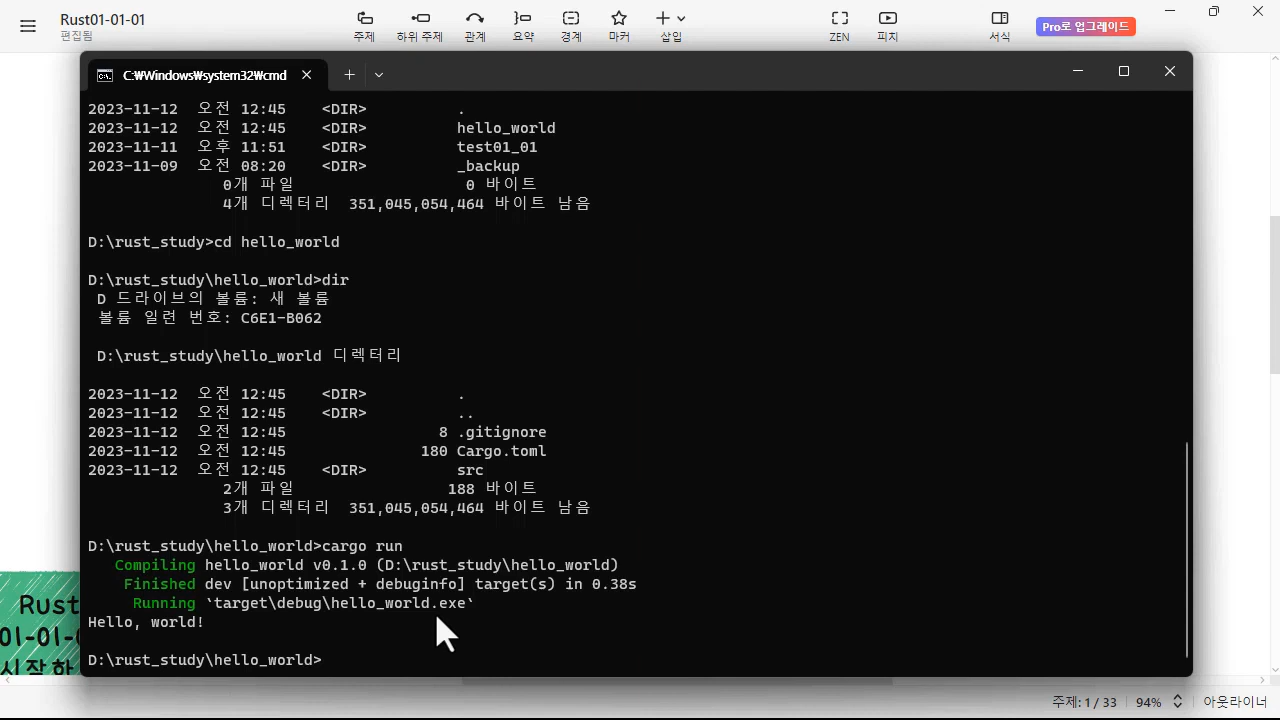 Rust01-01-01
편집됨
주제
주제
관계
요약
경계
마커
삽입
ZEN
피치
서식
Pro로 업그레이드
C:₩Windows₩system32₩cmd
2023-11-12 오전 12:45 <DIR> .
2023-11-12 오전 12:45 <DIR> hello_world
2023-11-11 오후 11:51 <DIR> test01_01
2023-11-09 오전 08:20 <DIR> _backup
0개 파일 0 바이트
4개 디렉터리 351,045,054,464 바이트 남음
D:\rust_study>cd hello_world
D:\rust_study\hello_world>dir
D 드라이브의 볼륨: 새 볼륨
볼륨 일련 번호: C6E1-B062
D:\rust_study\hello_world 디렉터리
2023-11-12 오전 12:45 <DIR> .
2023-11-12 오전 12:45 <DIR> ..
2023-11-12 오전 12:45 8 .gitignore
2023-11-12 오전 12:45 180 Cargo.toml
2023-11-12 오전 12:45 <DIR> src
2개 파일 188 바이트
3개 디렉터리 351,045,054,464 바이트 남음
D:\rust_study\hello_world>cargo run
Compiling hello_world v0.1.0 (D:\rust_study\hello_world)
Finished dev [unoptimized + debuginfo] target(s) in 0.38s
Running `target\debug\hello_world.exe`
Hello, world!
D:\rust_study\hello_world>
Rust
01-01-0
시작하
주제: 1 / 33
94%
아웃라이너